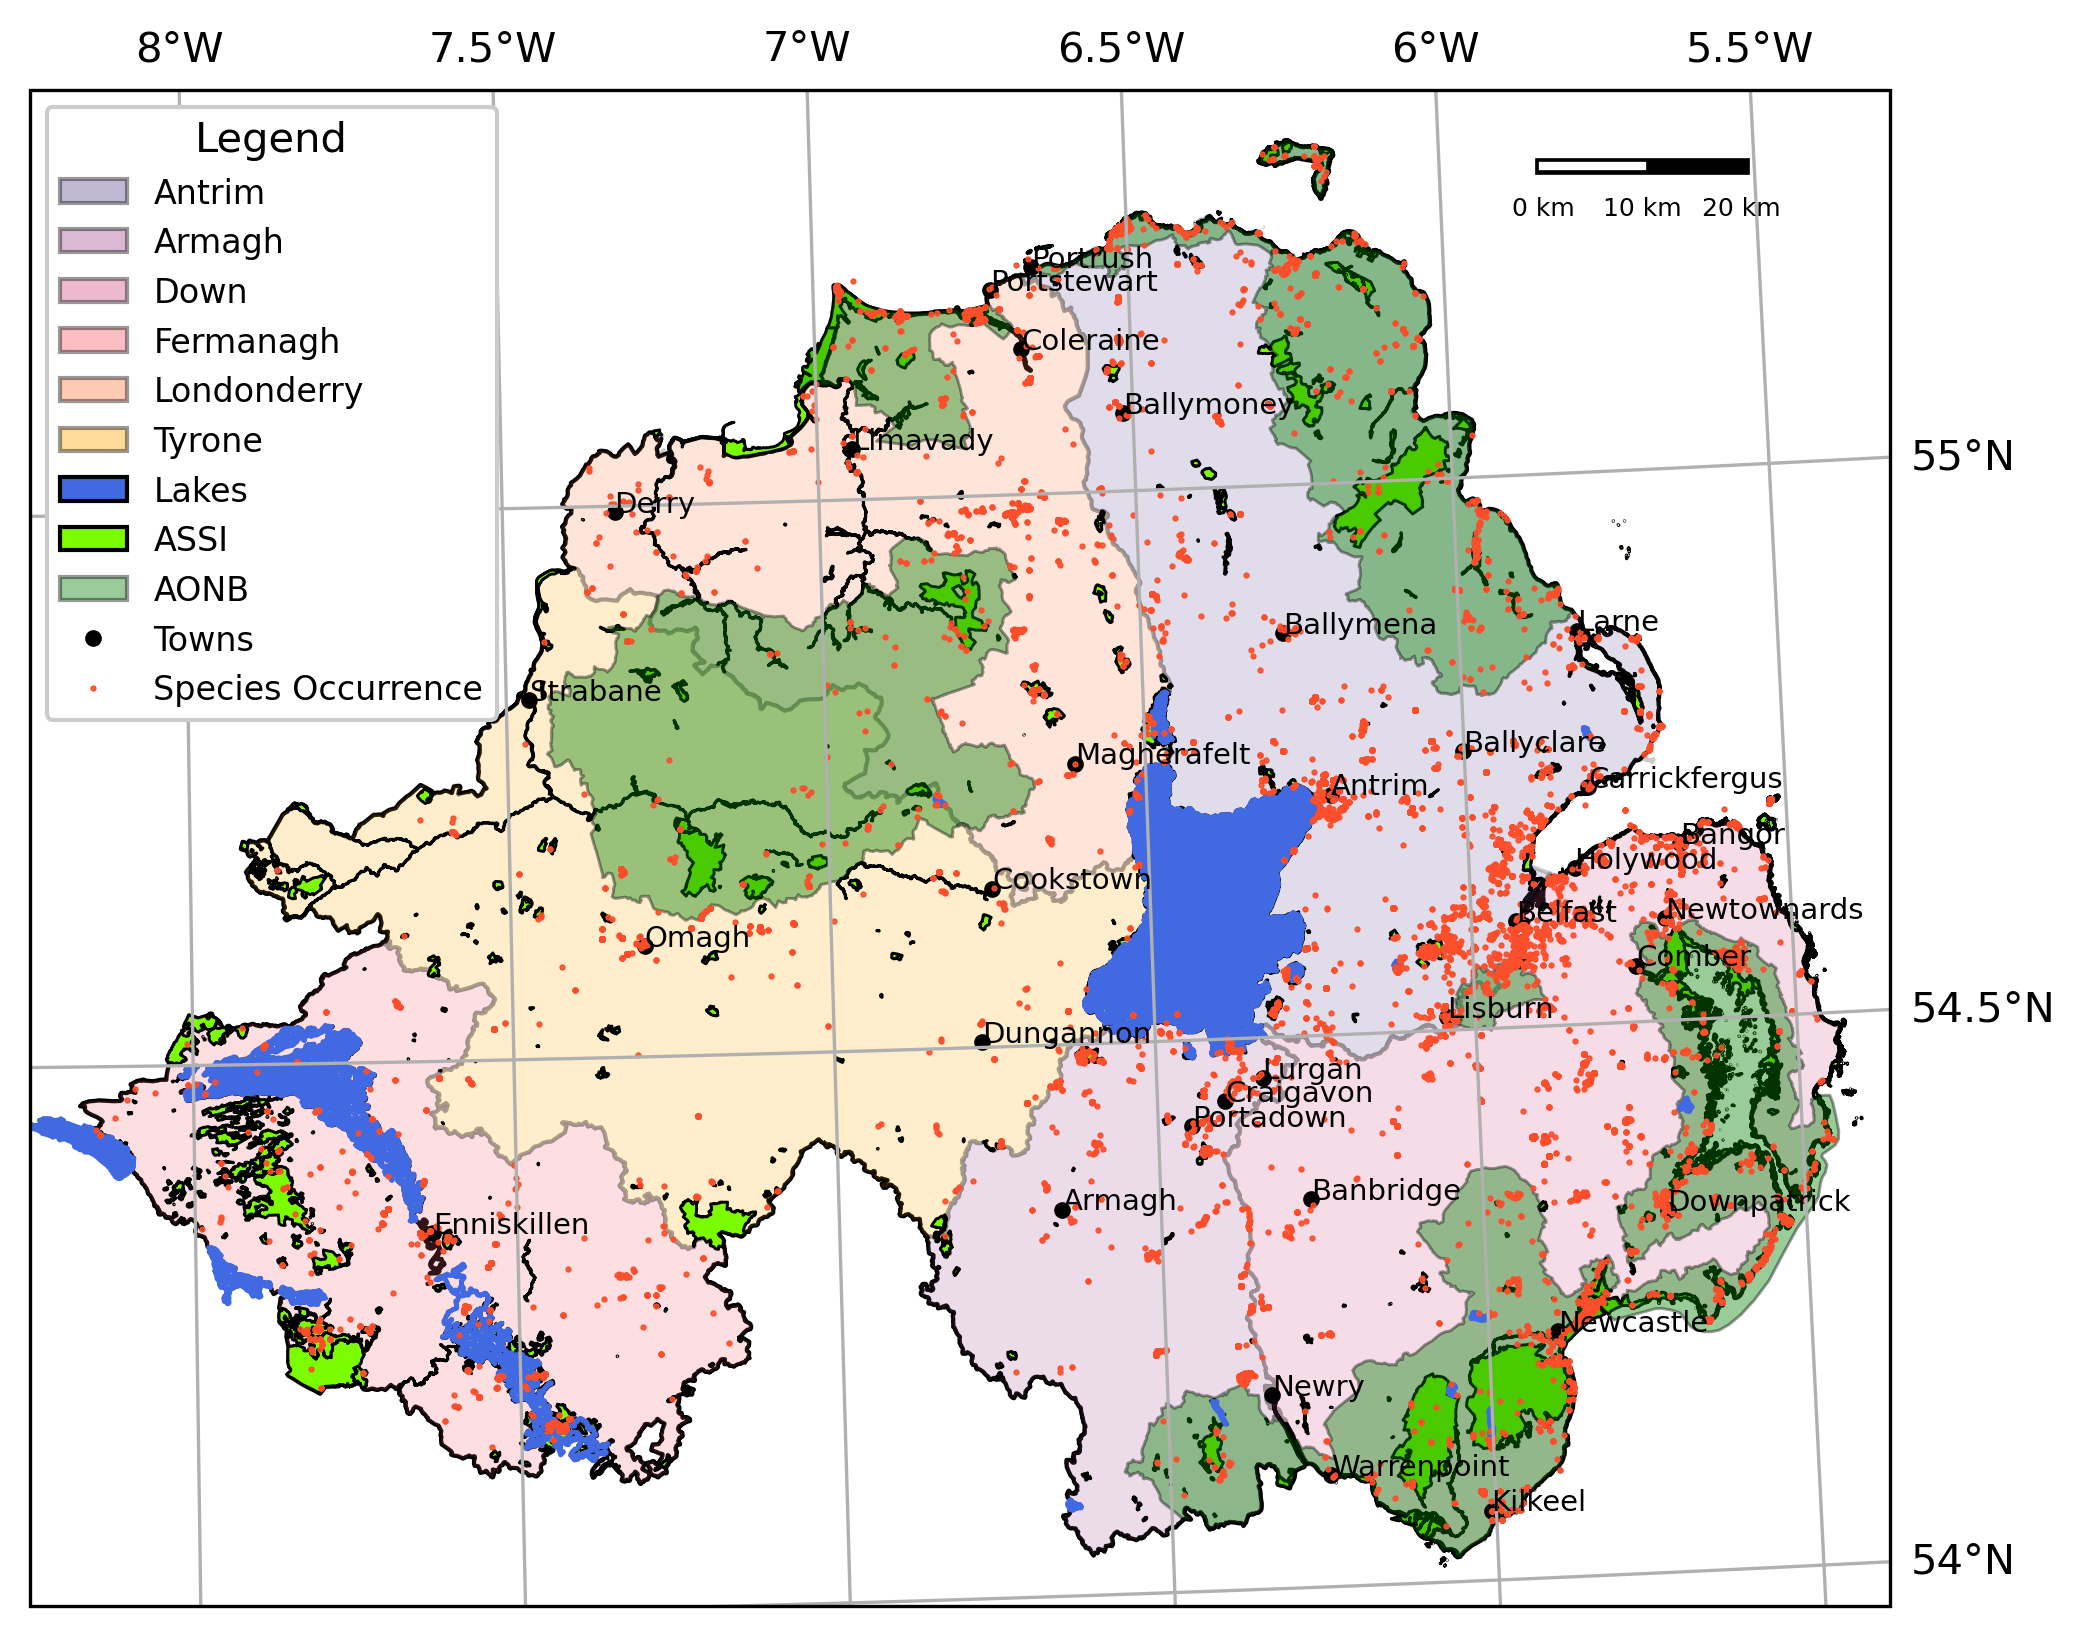 8°W 7.5°W 7°W 6.5°W 6°W 5.5°W
Legend
Antrim
Armagh
Down
Fermanagh
Londonderry
Tyrone
Lakes
ASSI
AONB
Towns
Species Occurrence
0 km 10 km 20 km
Portrush
Portstewart
Coleraine
Ballymoney
Limavady
55°N
Derry
Larne
Ballymena
Strabane
Ballyclare
Magherafelt
Carrickfergus
Antrim
Bangor
Holywood
Cookstown
Newtownards
Belfast
Omagh
Comber
Lisburn
54.5°N
Dungannon
Lurgan
Craigavon
Portadown
Banbridge
Armagh
Downpatrick
Enniskillen
Newcastle
Newry
Warrenpoint
Kilkeel
54°N